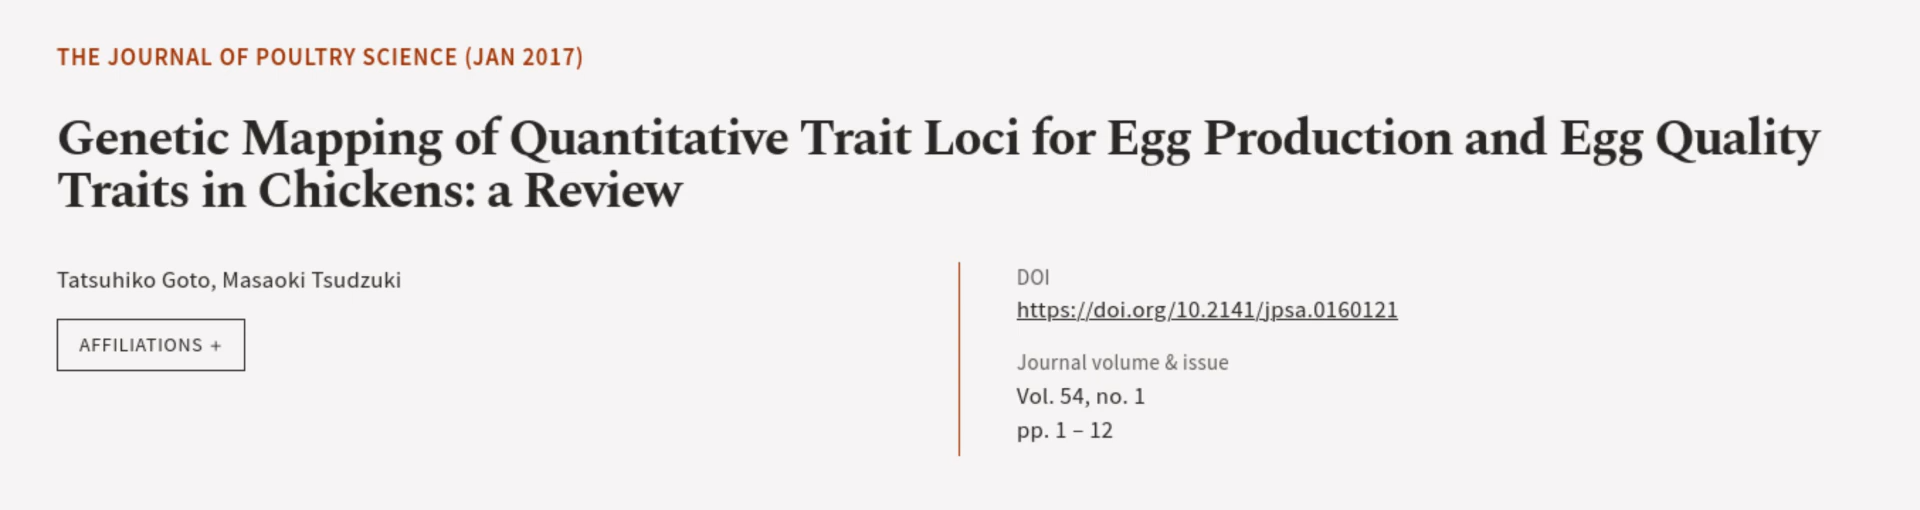 THE JOURNAL OF POULTRY SCIENCE (JAN 2017)
Genetic Mapping of Quantitative Trait Loci for Egg Production and Egg Quality
Traits in Chickens: a Review
Tatsuhiko Goto, Masaoki Tsudzuki
AFFILIATIONS +
DOI
https://doi.org/10.2141/jpsa.0160121
Journal volume & issue
Vol. 54, no. 1
pp. 1 – 12